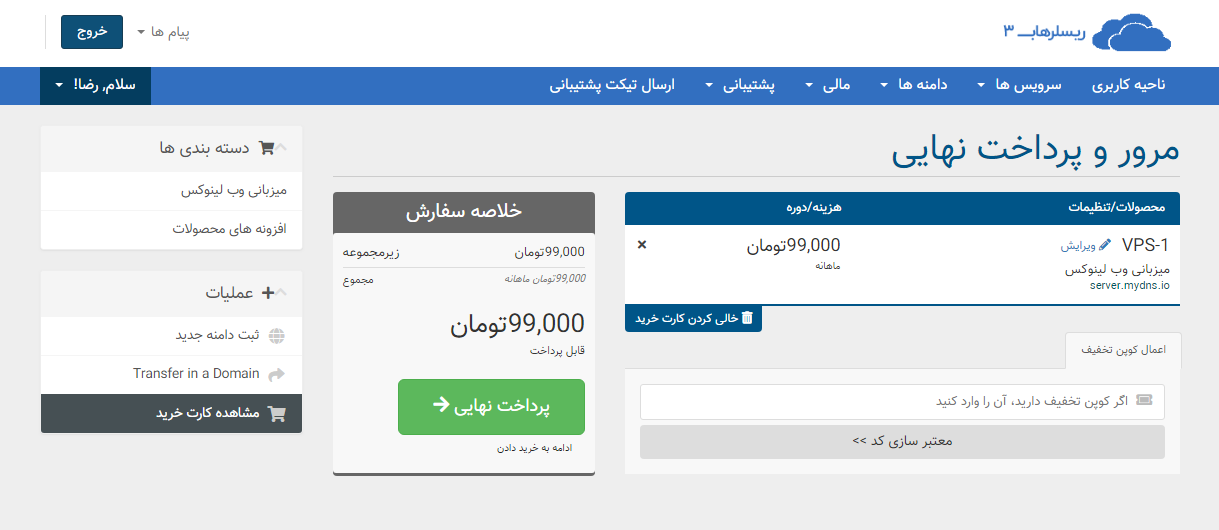 ریسلرهاب ۳
پیام ها
خروج
ناحیه کاربری
سرویس ها
دامنه ها
مالی
پشتیبانی
ارسال تیکت پشتیبانی
سلام, رضا!
مرور و پرداخت نهایی
محصولات/تنظیمات
هزینه/دوره
VPS-1
ویرایش
99,000تومان
میزبانی وب لینوکس
ماهانه
server.mydns.io
خالی کردن کارت خرید
اعمال کوپن تخفیف
اگر کوپن تخفیف دارید، آن را وارد کنید
معتبر سازی کد >>
خلاصه سفارش
زیرمجموعه
99,000تومان
مجموع
99,000تومان ماهانه
99,000تومان
قابل پرداخت
پرداخت نهایی
ادامه به خرید دادن
دسته بندی ها
میزبانی وب لینوکس
افزونه های محصولات
عملیات
ثبت دامنه جدید
Transfer in a Domain
مشاهده کارت خرید